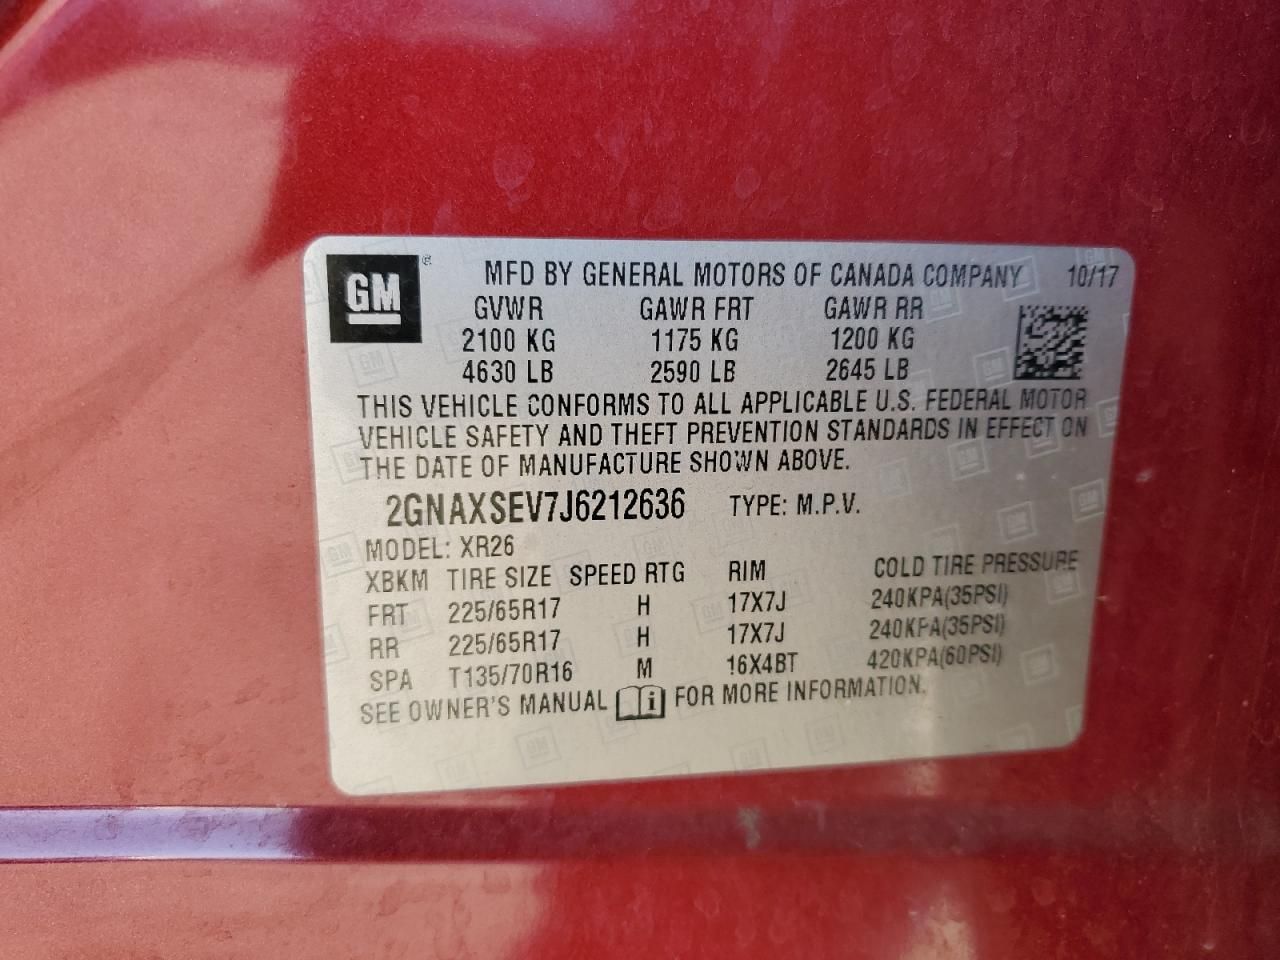 GM ® MFD BY GENERAL MOTORS OF CANADA COMPANY 10/17
GVWR GAWR FRT GAWR RR
2100 KG 1175 KG 1200 KG
4630 LB 2590 LB 2645 LB
THIS VEHICLE CONFORMS TO ALL APPLICABLE U.S. FEDERAL MOTOR
VEHICLE SAFETY AND THEFT PREVENTION STANDARDS IN EFFECT ON
THE DATE OF MANUFACTURE SHOWN ABOVE.
2GNAXSEV7J6212636 TYPE: M.P.V.
MODEL: XR26
XBKM TIRE SIZE SPEED RTG RIM COLD TIRE PRESSURE
FRT 225/65R17 H 17X7J 240KPA(35PSI)
RR 225/65R17 H 17X7J 240KPA(35PSI)
SPA T135/70R16 M 16X4BT 420KPA(60PSI)
SEE OWNER'S MANUAL i FOR MORE INFORMATION.